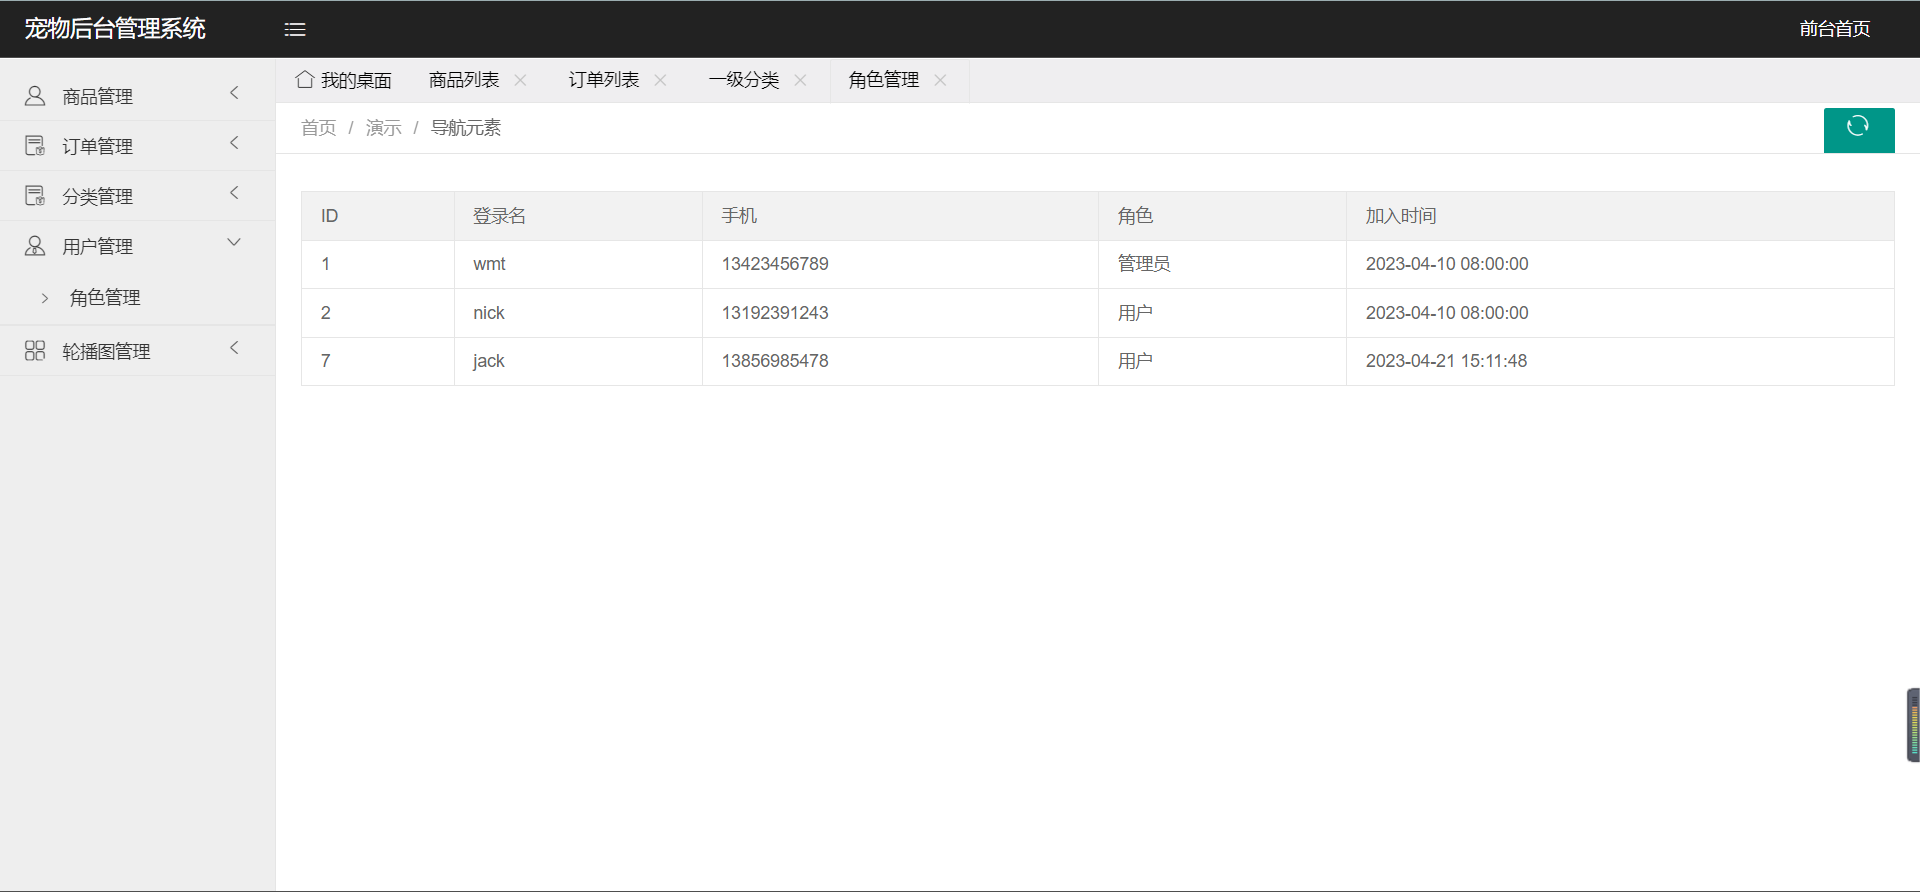 宠物后台管理系统
前台首页
商品管理
订单管理
分类管理
用户管理
角色管理
轮播图管理
我的桌面 商品列表 订单列表 一级分类 角色管理
首页 / 演示 / 导航元素
ID 登录名 手机 角色 加入时间
1 wmt 13423456789 管理员 2023-04-10 08:00:00
2 nick 13192391243 用户 2023-04-10 08:00:00
7 jack 13856985478 用户 2023-04-21 15:11:48